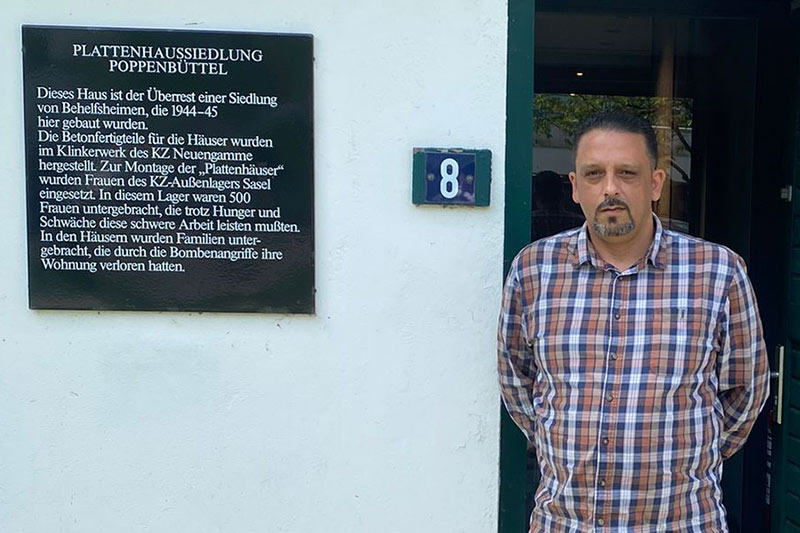 PLATTENHAUSSIEDLUNG
POPPENBÜTTEL
Dieses Haus ist der Überrest einer Siedlung
von Behelfsheimen, die 1944–45
hier gebaut wurden.
Die Betonfertigteile für die Häuser wurden
im Klinkerwerk des KZ Neuengamme
hergestellt. Zur Montage der „Plattenhäuser“
wurden Frauen des KZ-Außenlagers Sasel
eingesetzt. In diesem Lager waren 500
Frauen untergebracht, die trotz Hunger und
Schwäche diese schwere Arbeit leisten mußten.
In den Häusern wurden Familien unter-
gebracht, die durch die Bombenangriffe ihre
Wohnung verloren hatten.
8